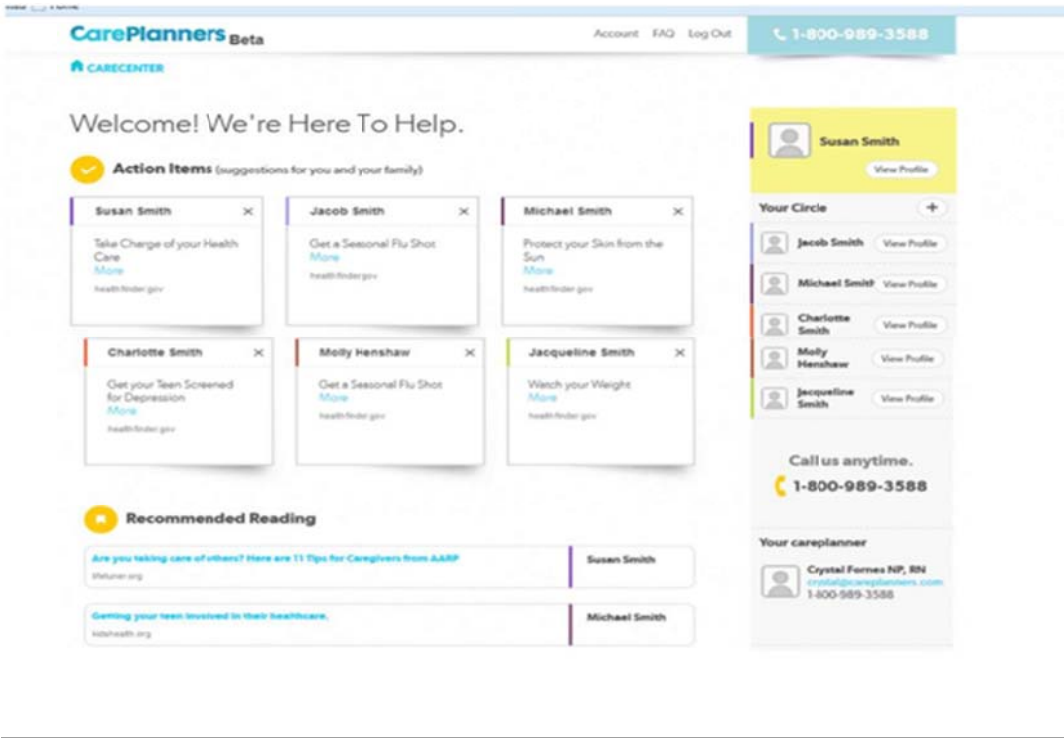 CarePlanners Beta
Account FAQ Log Out
1-800-989-3588
CARECENTER
Welcome! We're Here To Help.
Action Items (suggestions for you and your family)
Susan Smith ×
Take Charge of your Health
Care
More
healthfinder.gov
Jacob Smith ×
Get a Seasonal Flu Shot
More
healthfinder.gov
Michael Smith ×
Protect your Skin from the
Sun
More
healthfinder.gov
Charlotte Smith ×
Get your Teen Screened
for Depression
More
healthfinder.gov
Molly Henshaw ×
Get a Seasonal Flu Shot
More
healthfinder.gov
Jacqueline Smith ×
Watch your Weight
More
healthfinder.gov
Recommended Reading
Are you taking care of others? Here are 11 Tips for Caregivers from AARP
lifetuner.org
Susan Smith
Getting your teen involved in their healthcare.
kidshealth.org
Michael Smith
Susan Smith
View Profile
Your Circle +
Jacob Smith View Profile
Michael Smith View Profile
Charlotte
Smith
View Profile
Molly
Henshaw
View Profile
Jacqueline
Smith
View Profile
Call us anytime.
1-800-989-3588
Your careplanner
Crystal Fornes NP, RN
crystal@careplanners.com
1-800-989-3588